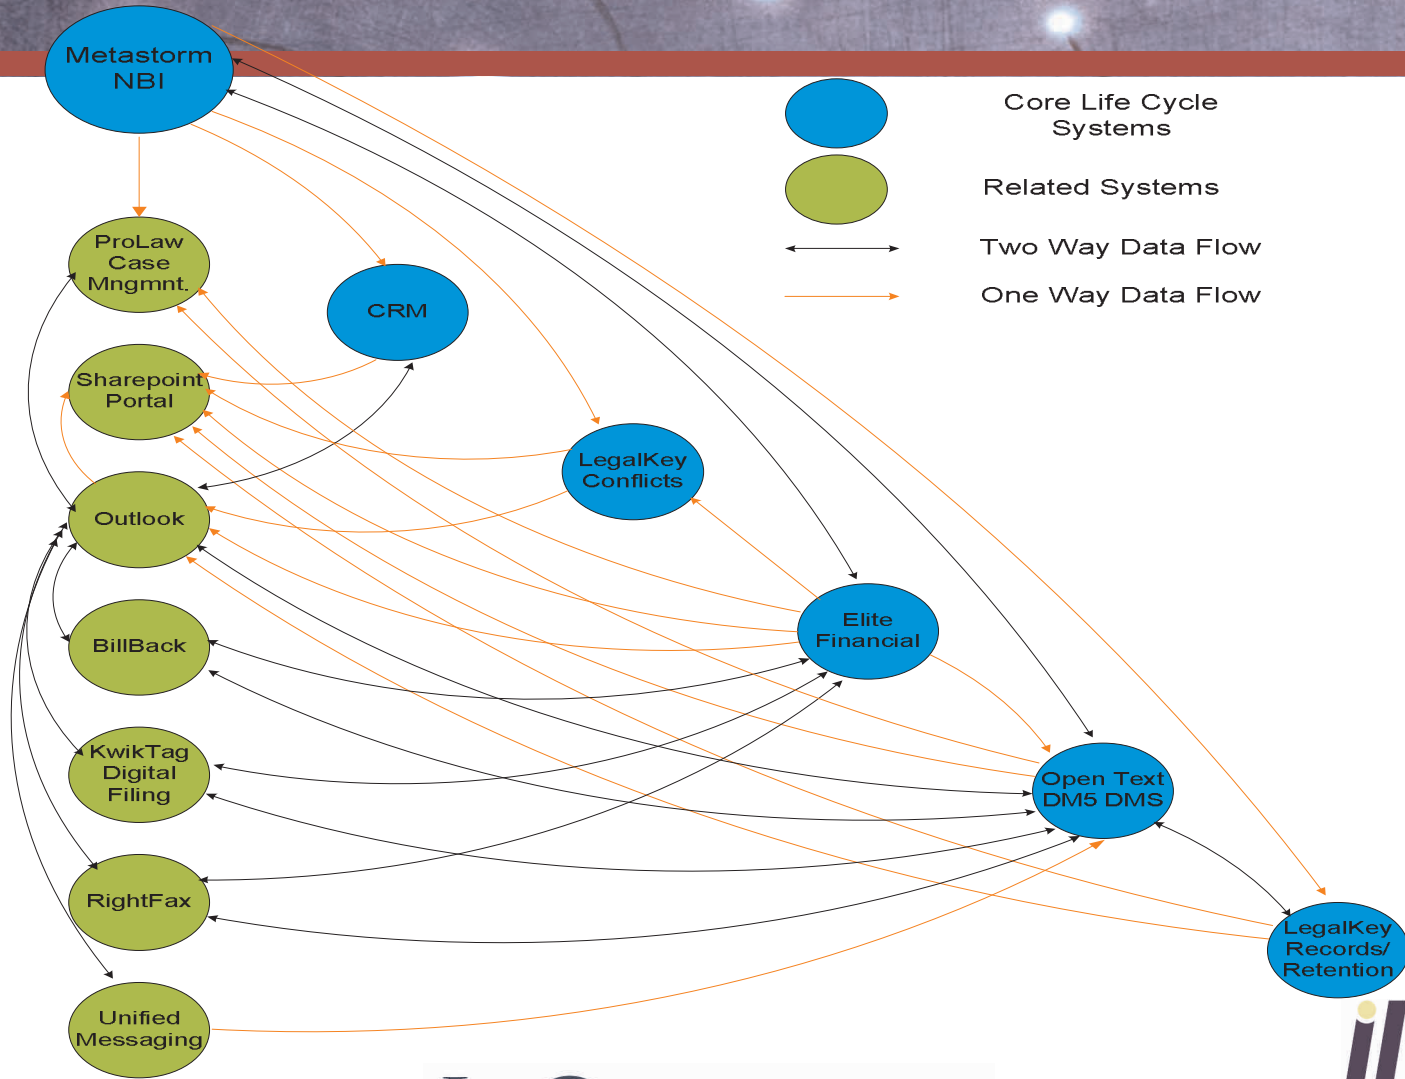 Metastorm
NBI
Core Life Cycle
Systems
Related Systems
Two Way Data Flow
One Way Data Flow
ProLaw
Case
Mngmnt.
CRM
Sharepoint
Portal
LegalKey
Conflicts
Outlook
Elite
Financial
BillBack
KwikTag
Digital
Filing
Open Text
DM5 DMS
RightFax
LegalKey
Records/
Retention
Unified
Messaging